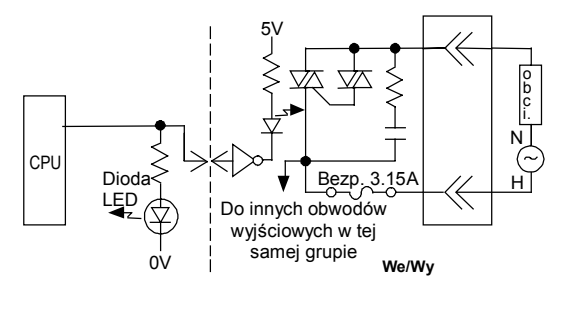 5V
obci.
CPU
N
~
Dioda
LED
Bezp. 3.15A
H
Do innych obwodów
wyjściowych w tej
samej grupie
0V
We/Wy